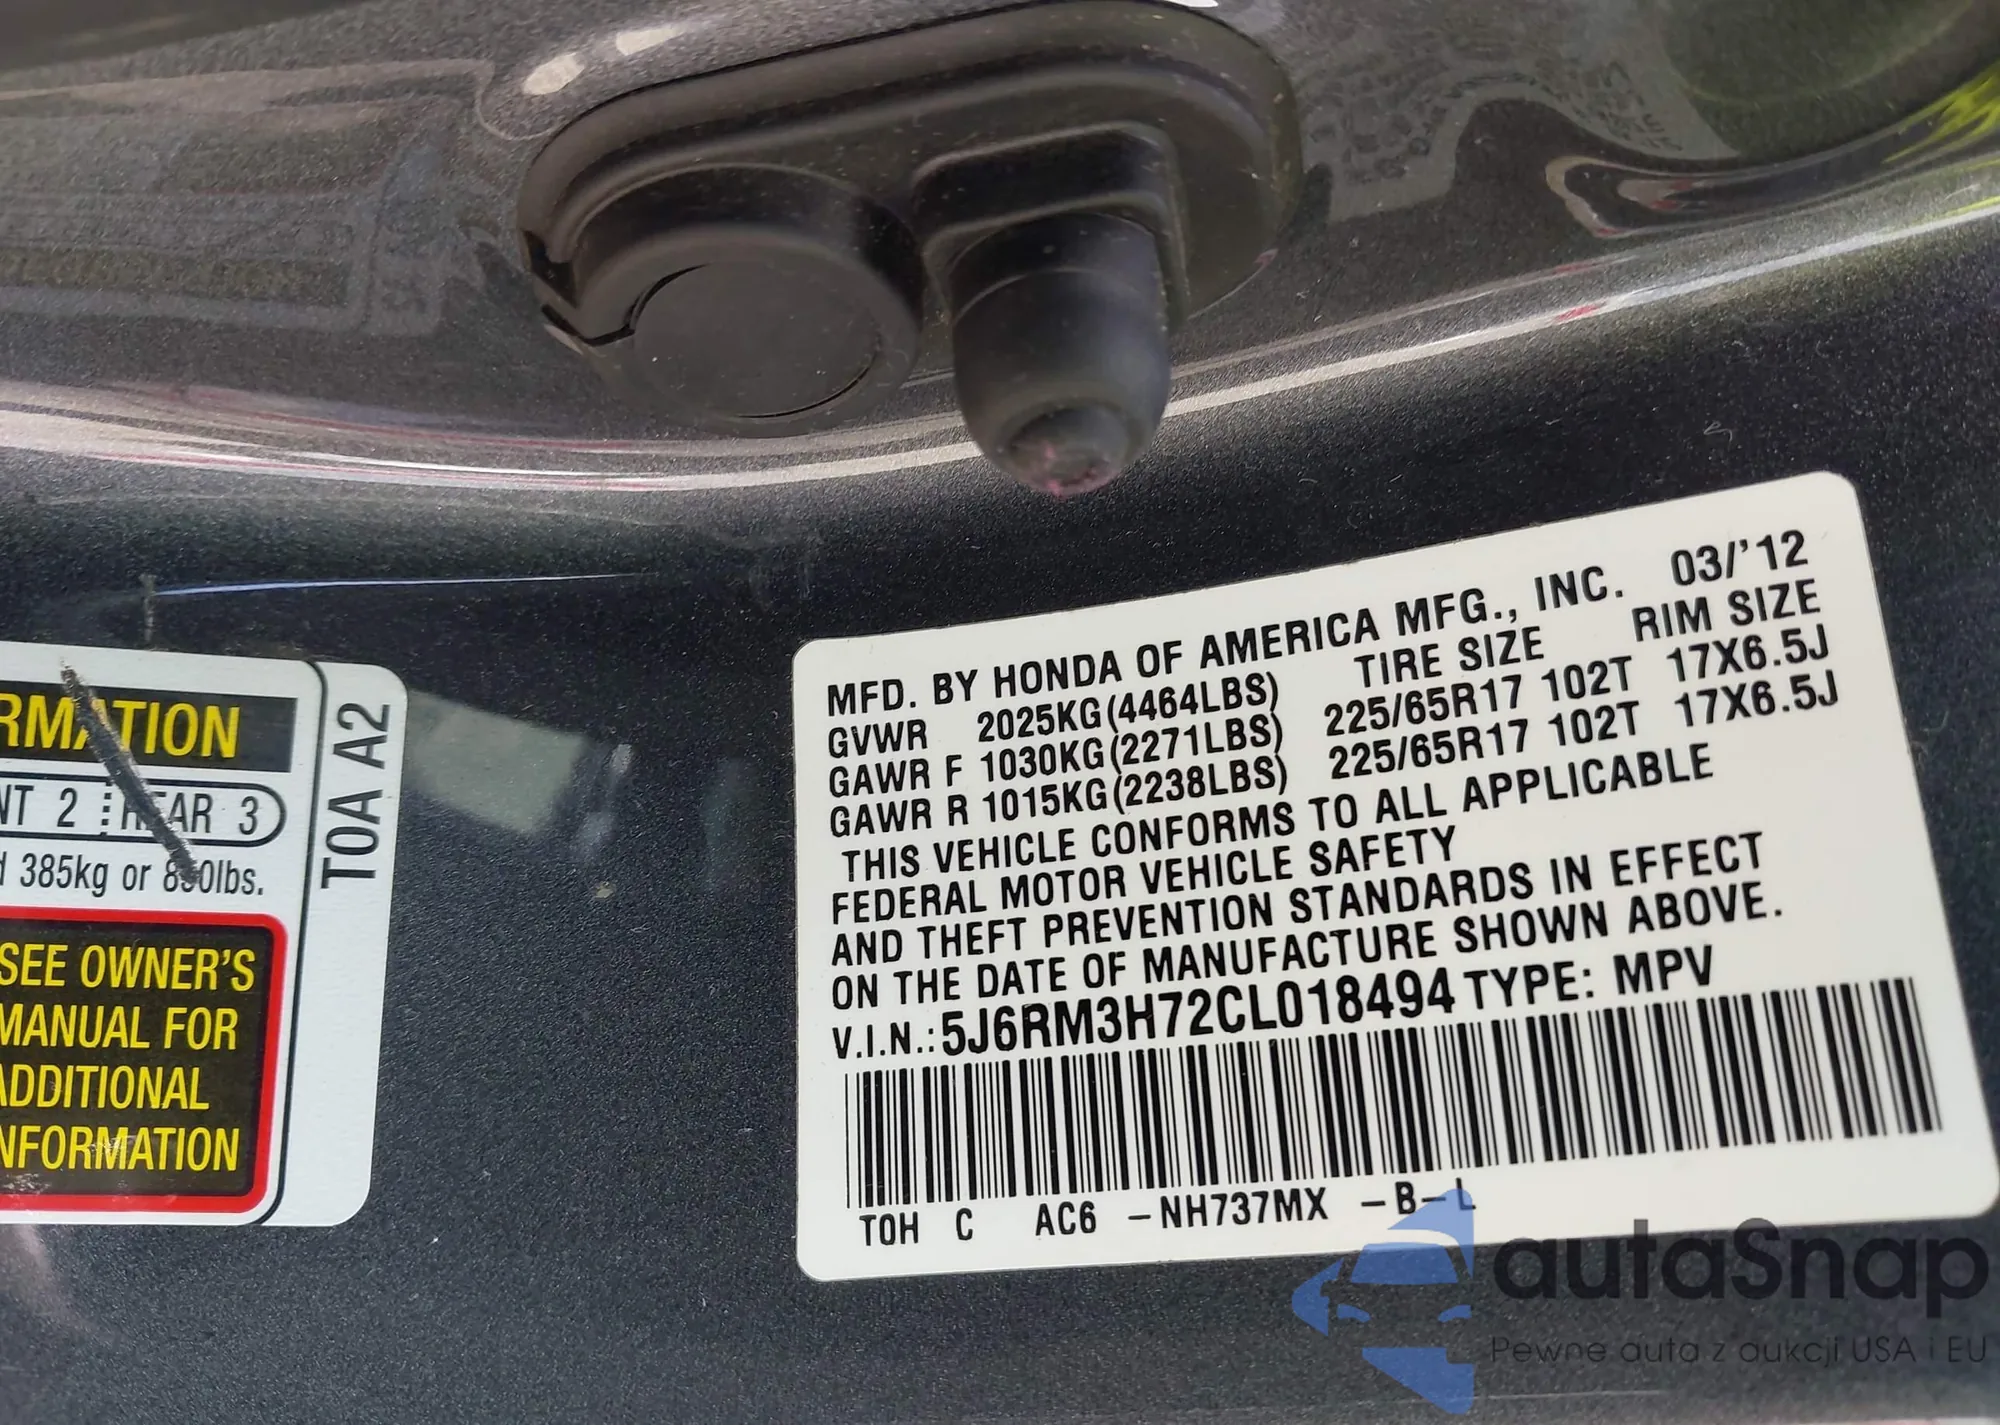 RMATION
NT 2 REAR 3
d 385kg or 850lbs.
SEE OWNER'S
MANUAL FOR
ADDITIONAL
NFORMATION
T0A A2
MFD. BY HONDA OF AMERICA MFG., INC. 03/'12
GVWR 2025KG(4464LBS) TIRE SIZE RIM SIZE
GAWR F 1030KG(2271LBS) 225/65R17 102T 17X6.5J
GAWR R 1015KG(2238LBS) 225/65R17 102T 17X6.5J
THIS VEHICLE CONFORMS TO ALL APPLICABLE
FEDERAL MOTOR VEHICLE SAFETY
AND THEFT PREVENTION STANDARDS IN EFFECT
ON THE DATE OF MANUFACTURE SHOWN ABOVE.
V.I.N.:5J6RM3H72CL018494 TYPE: MPV
T0H C AC6 -NH737MX -B-L
autaSnap
Pewne auta z aukcji USA i EU